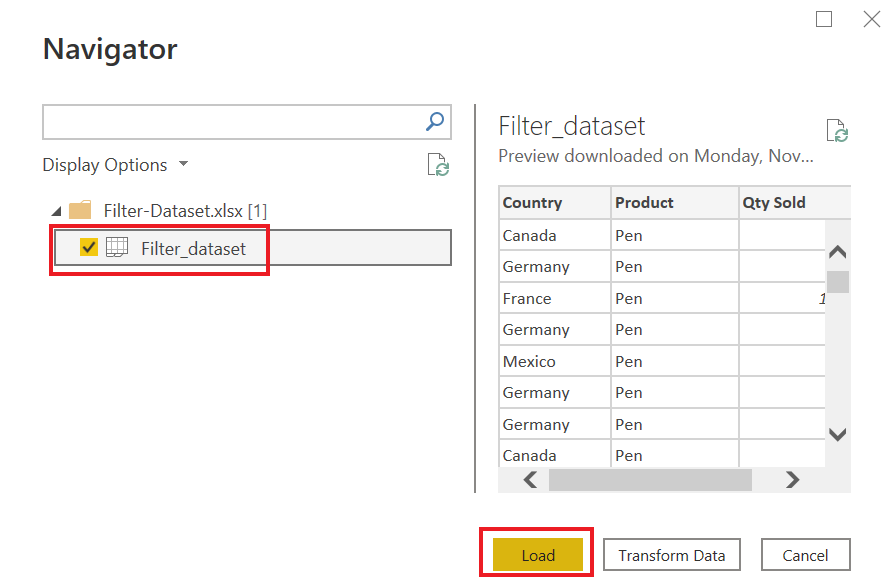 Navigator
Display Options
Filter-Dataset.xlsx [1]
Filter_dataset
Filter_dataset
Preview downloaded on Monday, Nov...
Country Product Qty Sold
Canada Pen
Germany Pen
France Pen 1
Germany Pen
Mexico Pen
Germany Pen
Germany Pen
Canada Pen
Load Transform Data Cancel